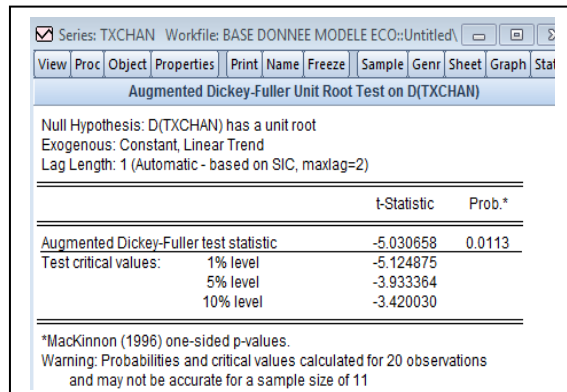 Series: TXCHAN Workfile: BASE DONNEE MODELE ECO::Untitled\
View Proc Object Properties Print Name Freeze Sample Genr Sheet Graph Stat
Augmented Dickey-Fuller Unit Root Test on D(TXCHAN)
Null Hypothesis: D(TXCHAN) has a unit root
Exogenous: Constant, Linear Trend
Lag Length: 1 (Automatic - based on SIC, maxlag=2)
t-Statistic Prob.*
Augmented Dickey-Fuller test statistic -5.030658 0.0113
Test critical values: 1% level -5.124875
5% level -3.933364
10% level -3.420030
*MacKinnon (1996) one-sided p-values.
Warning: Probabilities and critical values calculated for 20 observations
and may not be accurate for a sample size of 11